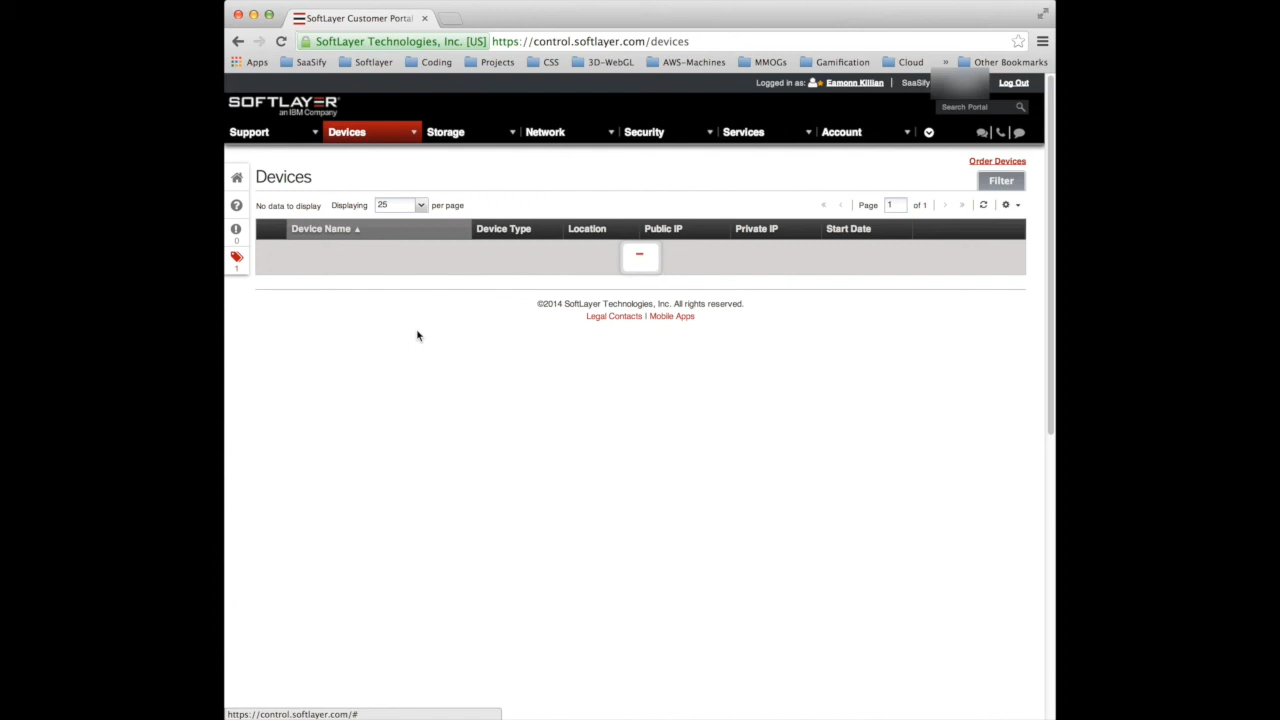 SoftLayer Customer Portal
SoftLayer Technologies, Inc. [US] https://control.softlayer.com/devices
Apps SaaSify Softlayer Coding Projects CSS 3D-WebGL AWS-Machines MMOGs Gamification Cloud » Other Bookmarks
Logged in as: Eamonn Killian | SaaSify Log Out
SOFTLAYER®
an IBM Company
Search Portal
Support Devices Storage Network Security Services Account
Order Devices
Devices
Filter
No data to display Displaying 25 per page Page 1 of 1
Device Name Device Type Location Public IP Private IP Start Date
0
1
©2014 SoftLayer Technologies, Inc. All rights reserved.
Legal Contacts | Mobile Apps
https://control.softlayer.com/#